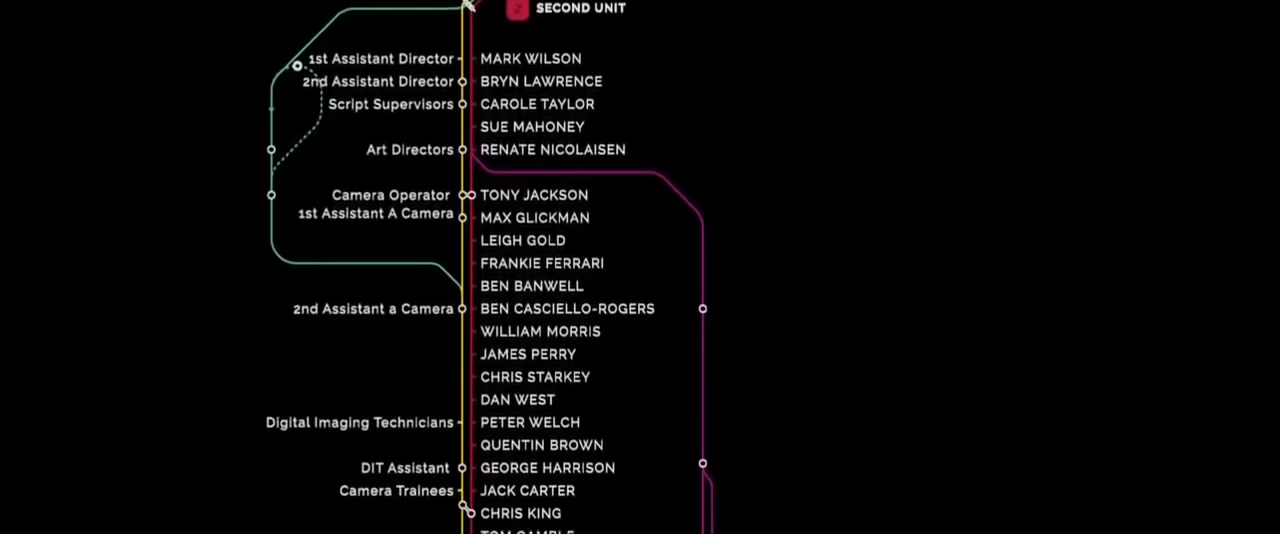 2 SECOND UNIT
1st Assistant Director MARK WILSON
2nd Assistant Director BRYN LAWRENCE
Script Supervisors CAROLE TAYLOR
SUE MAHONEY
Art Directors RENATE NICOLAISEN
Camera Operator TONY JACKSON
1st Assistant A Camera MAX GLICKMAN
LEIGH GOLD
FRANKIE FERRARI
BEN BANWELL
2nd Assistant a Camera BEN CASCIELLO-ROGERS
WILLIAM MORRIS
JAMES PERRY
CHRIS STARKEY
DAN WEST
Digital Imaging Technicians PETER WELCH
QUENTIN BROWN
DIT Assistant GEORGE HARRISON
Camera Trainees JACK CARTER
CHRIS KING